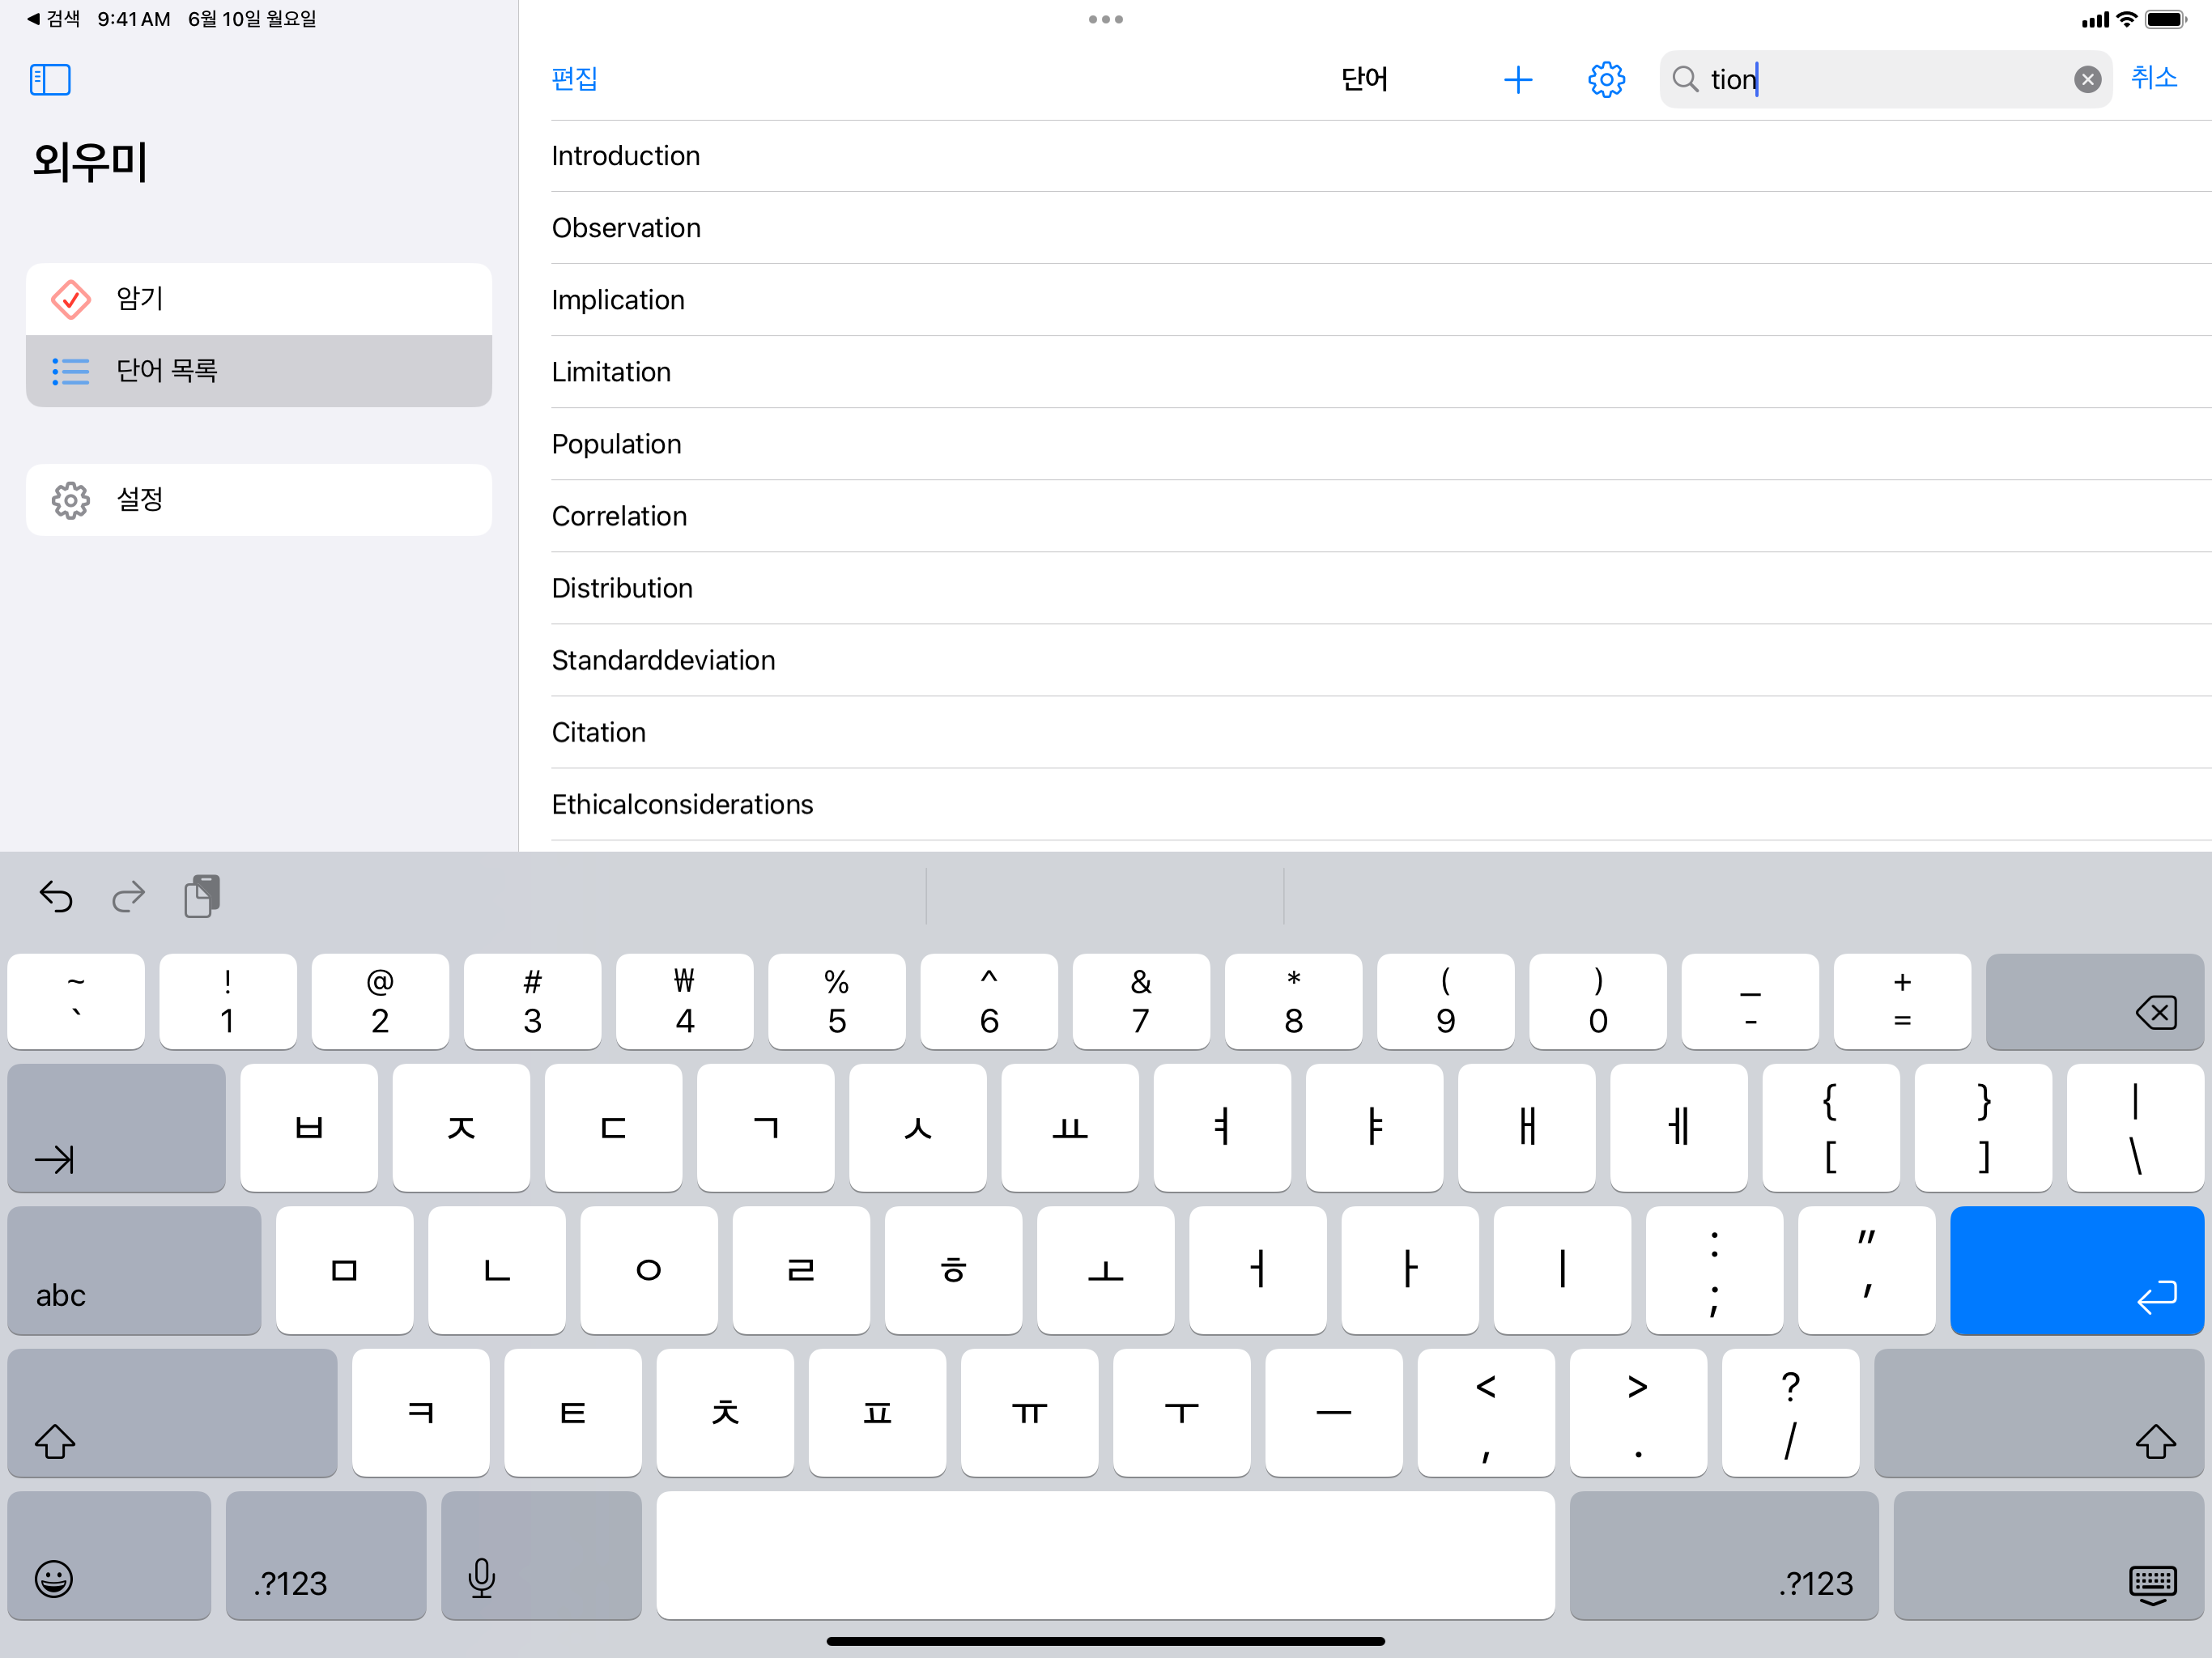 검색 9:41 AM 6월 10일 월요일
외우미
암기
단어 목록
설정
편집 단어 tion 취소
Introduction
Observation
Implication
Limitation
Population
Correlation
Distribution
Standarddeviation
Citation
Ethicalconsiderations
~ ! @ # ₩ % ^ & * ( ) _ +
` 1 2 3 4 5 6 7 8 9 0 - =
ㅂ ㅈ ㄷ ㄱ ㅅ ㅛ ㅕ ㅑ ㅐ ㅔ { } |
[ ] \
abc ㅁ ㄴ ㅇ ㄹ ㅎ ㅗ ㅓ ㅏ ㅣ : "
; '
ㅋ ㅌ ㅊ ㅍ ㅠ ㅜ ㅡ < > ?
, . /
.?123 .?123